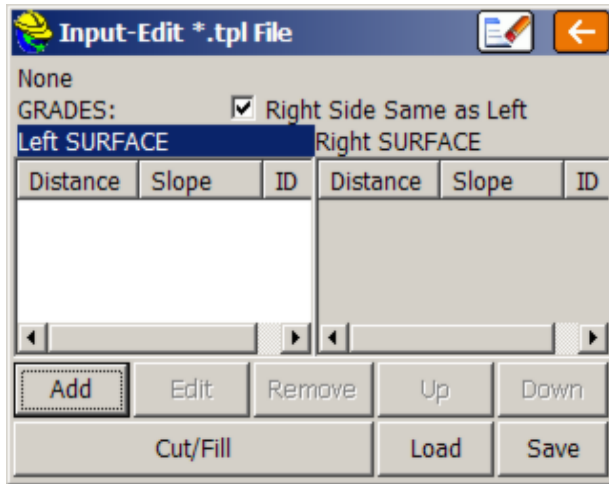 Input-Edit *.tpl File
None
GRADES: Right Side Same as Left
Left SURFACE Right SURFACE
Distance Slope ID Distance Slope ID
Add Edit Remove Up Down
Cut/Fill Load Save